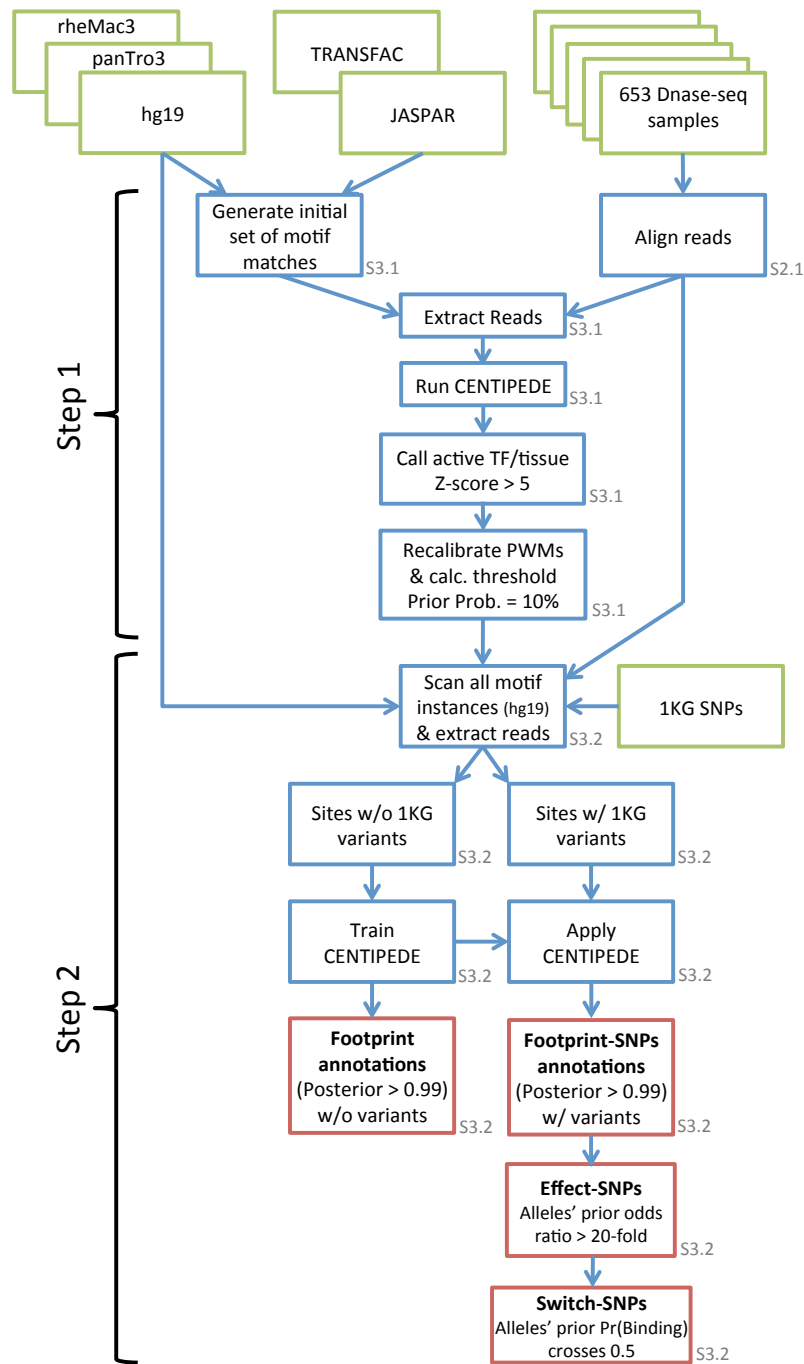 rheMac3
panTro3
hg19
TRANSFAC
JASPAR
653 Dnase-seq
samples
Step 1
Generate initial
set of motif
matches
S3.1
Align reads
S2.1
Extract Reads
S3.1
Run CENTIPEDE
S3.1
Call active TF/tissue
Z-score > 5
S3.1
Recalibrate PWMs
& calc. threshold
Prior Prob. = 10%
S3.1
Step 2
Scan all motif
instances (hg19)
& extract reads
S3.2
1KG SNPs
Sites w/o 1KG
variants
S3.2
Sites w/ 1KG
variants
S3.2
Train
CENTIPEDE
S3.2
Apply
CENTIPEDE
S3.2
Footprint
annotations
(Posterior > 0.99)
w/o variants
S3.2
Footprint-SNPs
annotations
(Posterior > 0.99)
w/ variants
S3.2
Effect-SNPs
Alleles’ prior odds
ratio > 20-fold
S3.2
Switch-SNPs
Alleles’ prior Pr(Binding)
crosses 0.5
S3.2